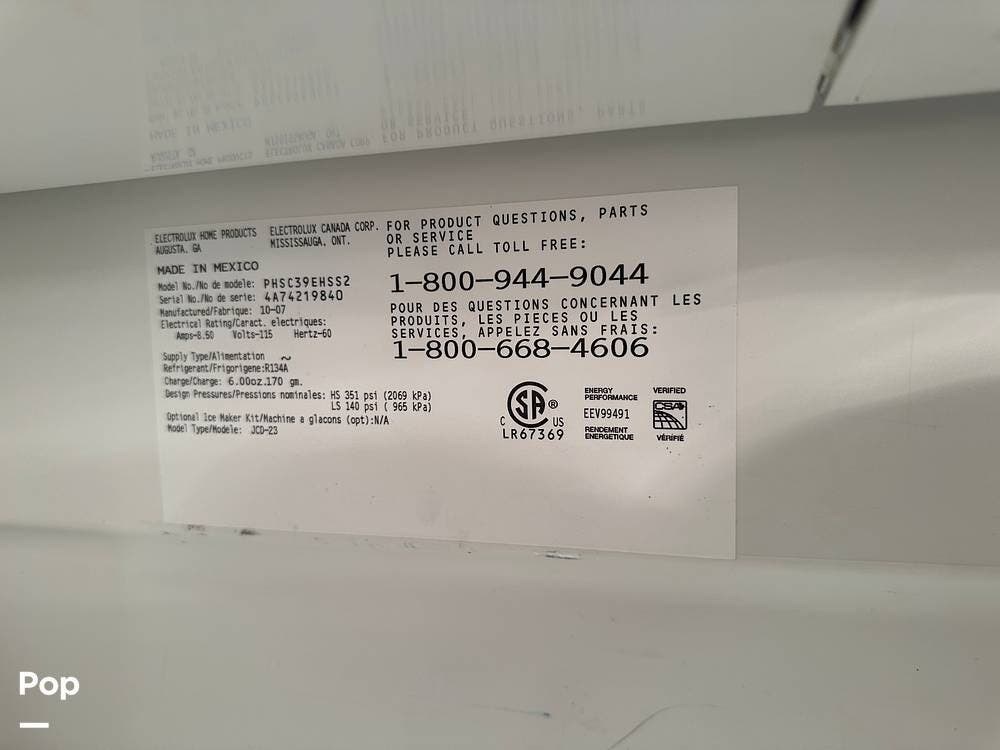 ELECTROLUX HOME PRODUCTS
AUGUSTA, GA
ELECTROLUX CANADA CORP.
MISSISSAUGA, ONT.
MADE IN MEXICO
Model No./No de modele: PHSC39EHSS2
Serial No./No de serie: 4A74219840
Manufactured/Fabrique: 10-07
Electrical Rating/Caract. electriques:
Amps-8.50 Volts-115 Hertz-60
Supply Type/Alimentation ~
Refrigerant/Frigorigene:R134A
Charge/Charge: 6.00oz.170 gm.
Design Pressures/Pressions nominales: HS 351 psi (2069 kPa)
LS 140 psi ( 965 kPa)
Optional Ice Maker Kit/Machine a glacons (opt):N/A
Model Type/Modele: JCD-23
FOR PRODUCT QUESTIONS, PARTS
OR SERVICE
PLEASE CALL TOLL FREE:
1-800-944-9044
POUR DES QUESTIONS CONCERNANT LES
PRODUITS, LES PIECES OU LES
SERVICES, APPELEZ SANS FRAIS:
1-800-668-4606
C SA ® US
LR67369
ENERGY
PERFORMANCE
EEV99491
RENDEMENT
ENERGETIQUE
VERIFIED
CSA
VÉRIFIÉ
Pop